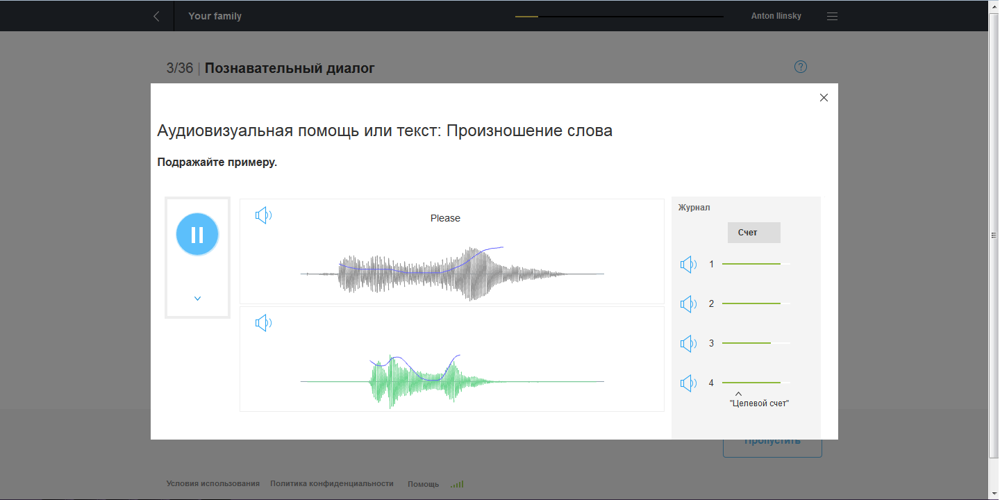 Your family
Anton Ilinsky
3/36 | Познавательный диалог
Аудиовизуальная помощь или текст: Произношение слова
Подражайте примеру.
Please
Журнал
Счет
1
2
3
4
"Целевой счет"
Пропустить
Условия использования Политика конфиденциальности Помощь